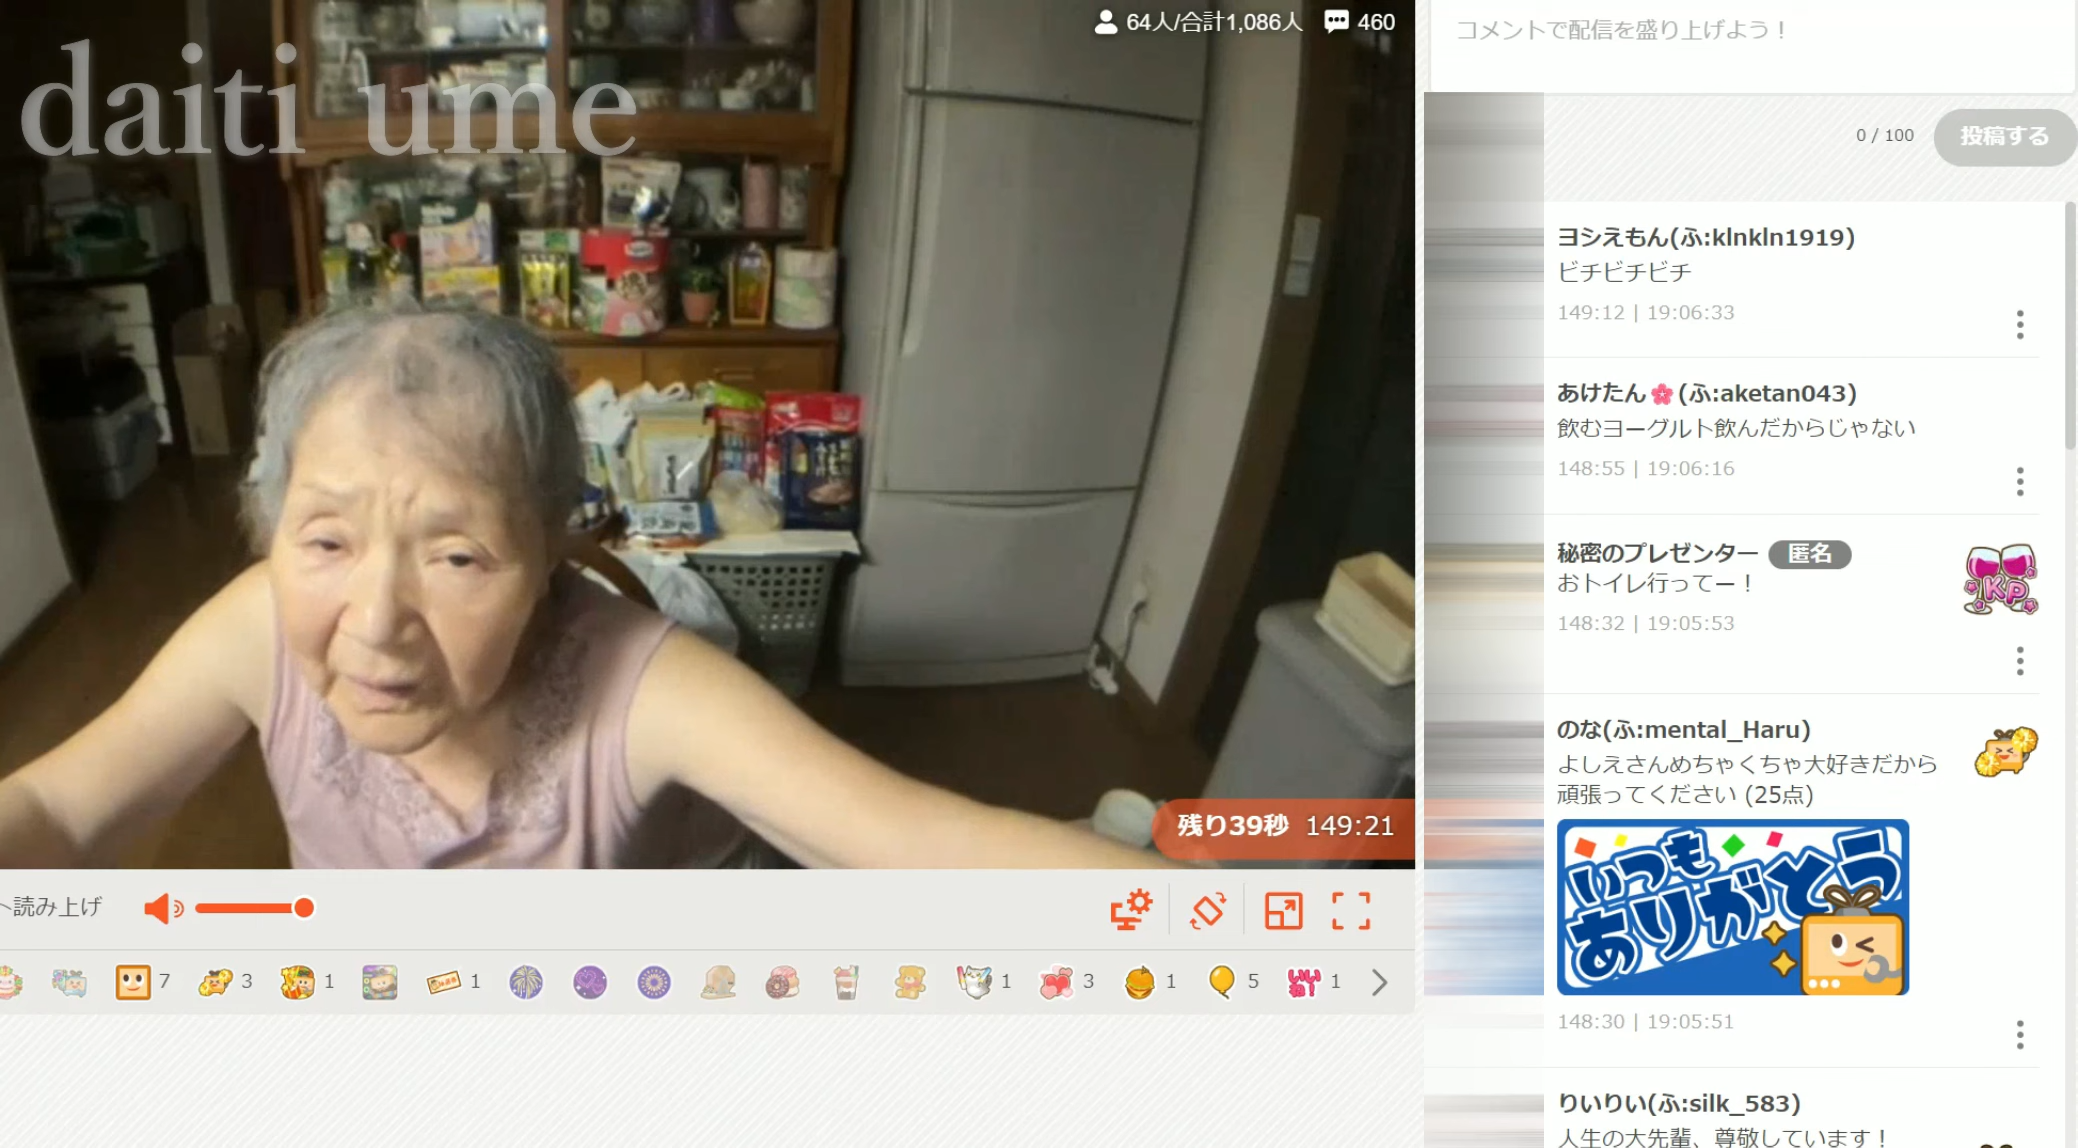 daiti ume
64人/合計1,086人 460
残り39秒 149:21
ト読み上げ
7 3 1 1 1 3 1 5 いいね! 1
コメントで配信を盛り上げよう！
0 / 100 投稿する
ヨシえもん(ふ:klnkln1919)
ビチビチビチ
149:12 | 19:06:33
あけたん🌸(ふ:aketan043)
飲むヨーグルト飲んだからじゃない
148:55 | 19:06:16
秘密のプレゼンター 匿名
おトイレ行ってー！
KP
148:32 | 19:05:53
のな(ふ:mental_Haru)
よしえさんめちゃくちゃ大好きだから
頑張ってください (25点)
いつも
ありがとう
148:30 | 19:05:51
りいりい(ふ:silk_583)
人生の大先輩、尊敬しています！